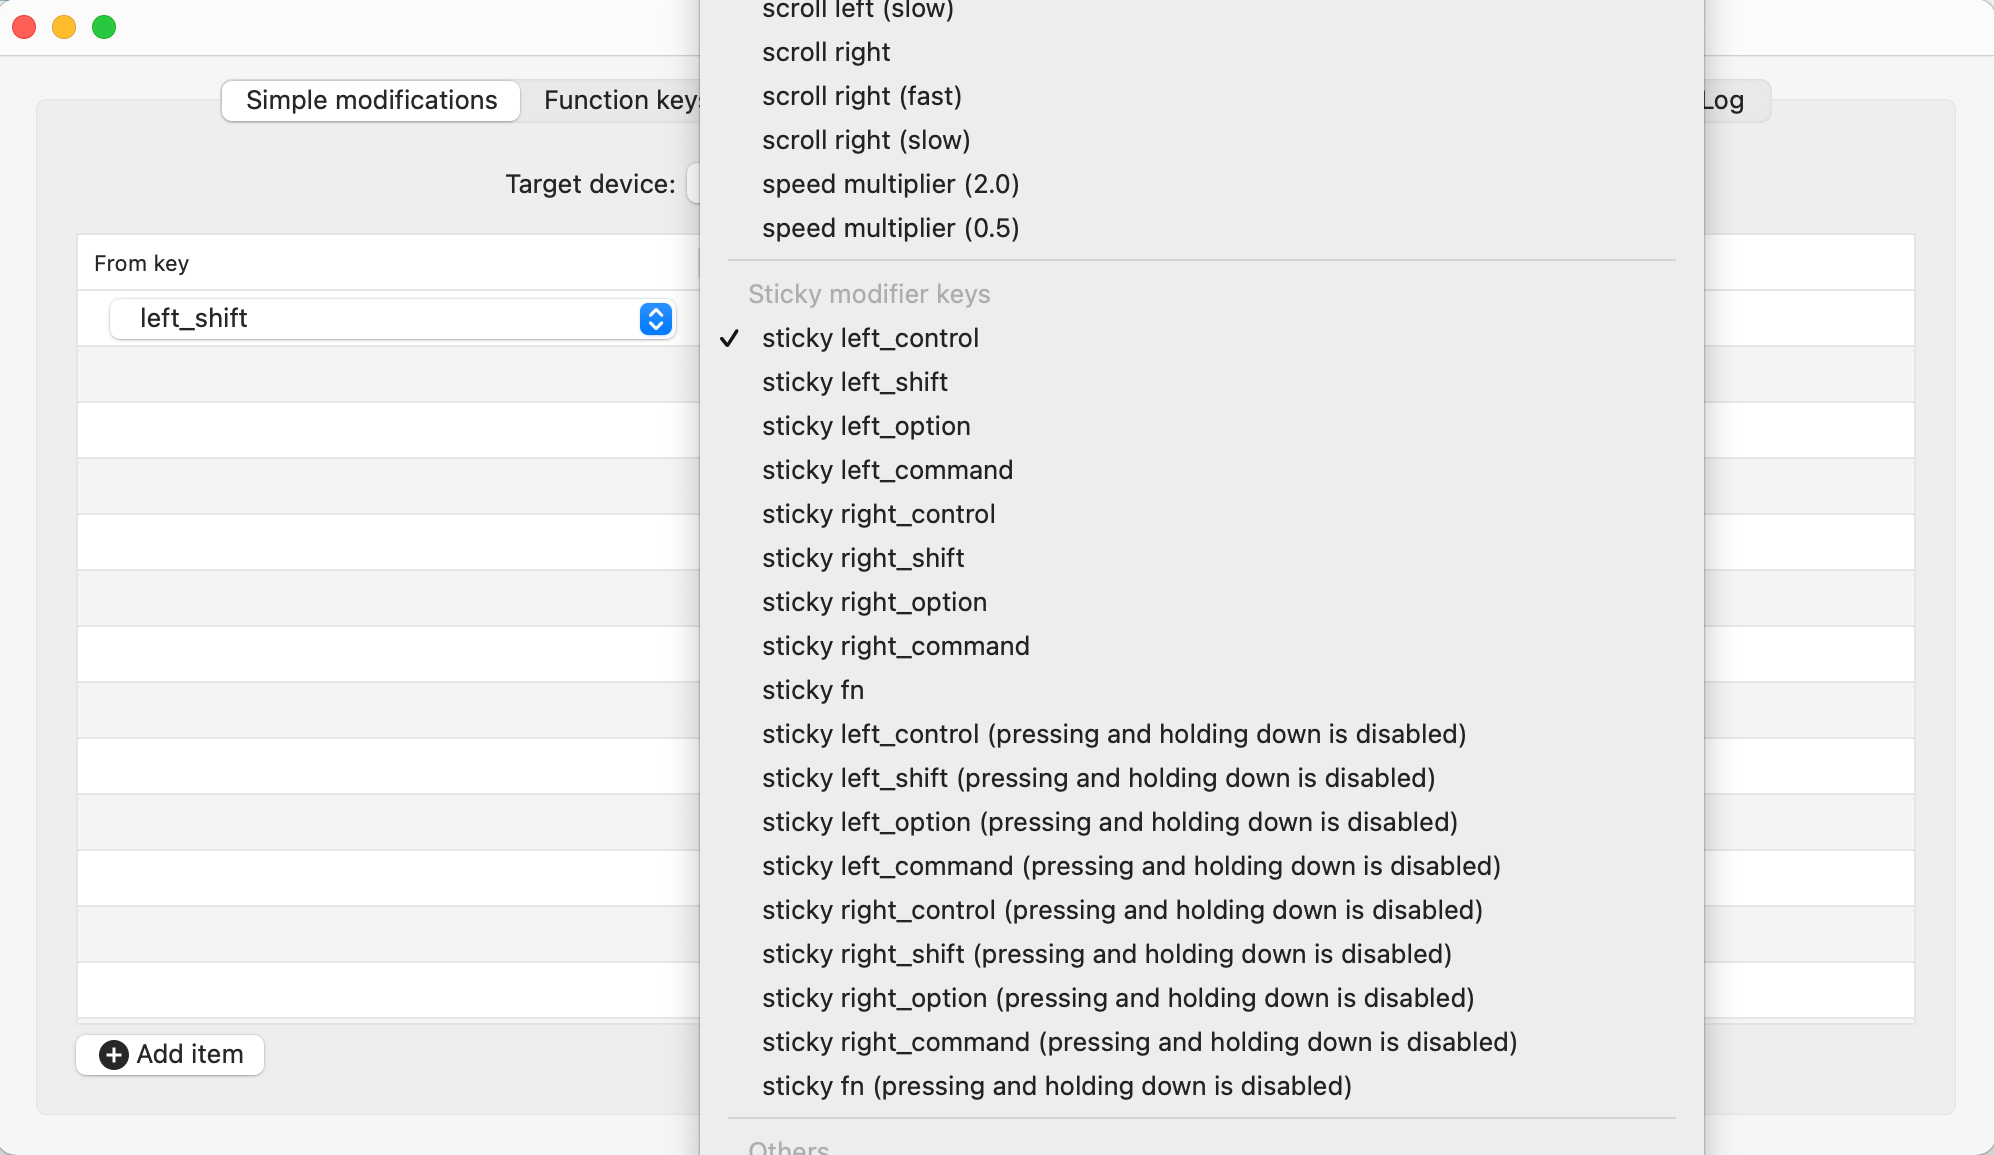 scroll left (slow)
scroll right
Simple modifications
Function keys
scroll right (fast)
Log
scroll right (slow)
Target device:
speed multiplier (2.0)
speed multiplier (0.5)
From key
Sticky modifier keys
left_shift
sticky left_control
sticky left_shift
sticky left_option
sticky left_command
sticky right_control
sticky right_shift
sticky right_option
sticky right_command
sticky fn
sticky left_control (pressing and holding down is disabled)
sticky left_shift (pressing and holding down is disabled)
sticky left_option (pressing and holding down is disabled)
sticky left_command (pressing and holding down is disabled)
sticky right_control (pressing and holding down is disabled)
sticky right_shift (pressing and holding down is disabled)
sticky right_option (pressing and holding down is disabled)
sticky right_command (pressing and holding down is disabled)
Add item
sticky fn (pressing and holding down is disabled)
Others